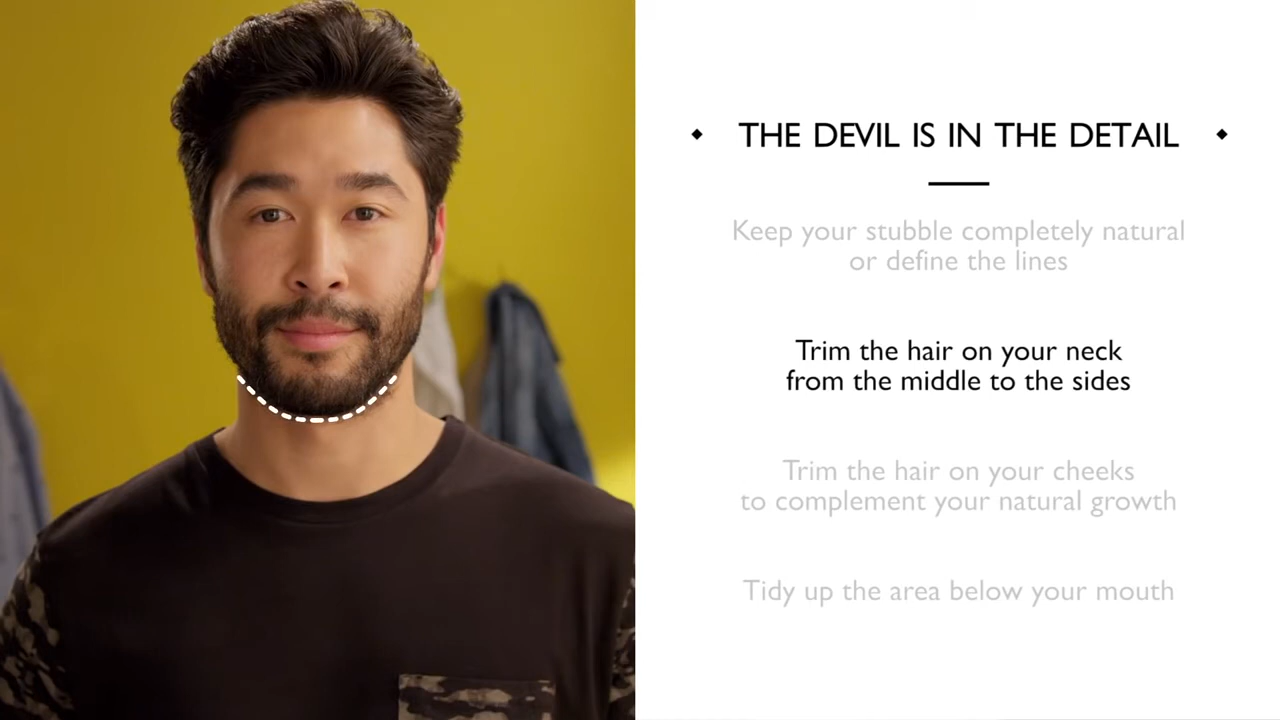 THE DEVIL IS IN THE DETAIL
Keep your stubble completely natural
or define the lines
Trim the hair on your neck
from the middle to the sides
Trim the hair on your cheeks
to complement your natural growth
Tidy up the area below your mouth